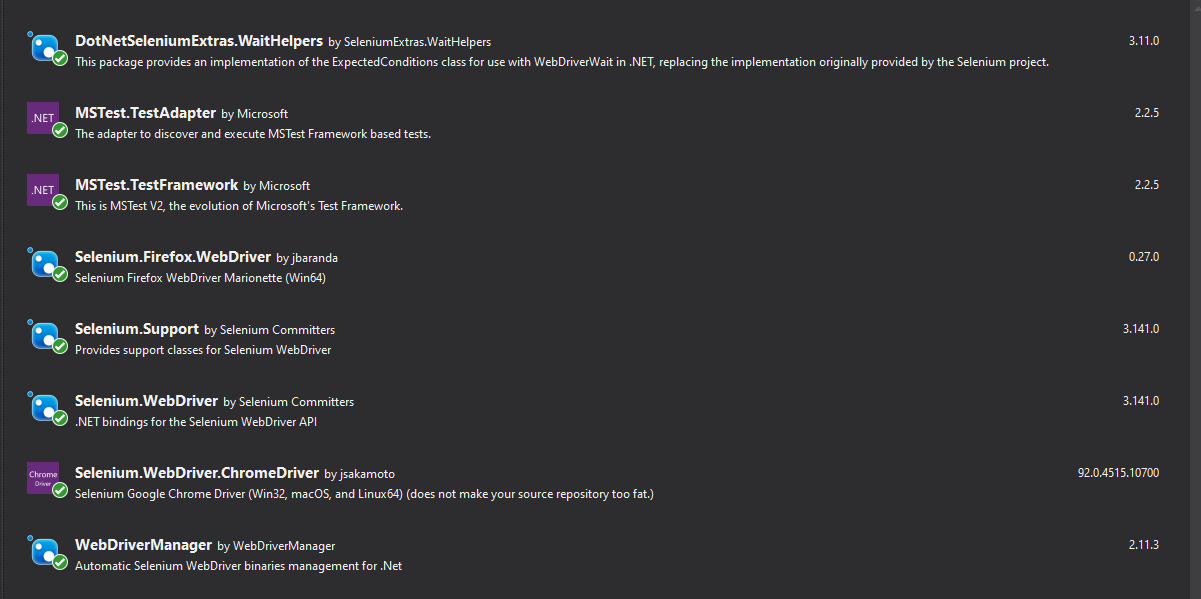 DotNetSeleniumExtras.WaitHelpers by SeleniumExtras.WaitHelpers 3.11.0
This package provides an implementation of the ExpectedConditions class for use with WebDriverWait in .NET, replacing the implementation originally provided by the Selenium project.
.NET MSTest.TestAdapter by Microsoft 2.2.5
The adapter to discover and execute MSTest Framework based tests.
.NET MSTest.TestFramework by Microsoft 2.2.5
This is MSTest V2, the evolution of Microsoft's Test Framework.
Selenium.Firefox.WebDriver by jbaranda 0.27.0
Selenium Firefox WebDriver Marionette (Win64)
Selenium.Support by Selenium Committers 3.141.0
Provides support classes for Selenium WebDriver
Selenium.WebDriver by Selenium Committers 3.141.0
.NET bindings for the Selenium WebDriver API
Chrome Driver Selenium.WebDriver.ChromeDriver by jsakamoto 92.0.4515.10700
Selenium Google Chrome Driver (Win32, macOS, and Linux64) (does not make your source repository too fat.)
WebDriverManager by WebDriverManager 2.11.3
Automatic Selenium WebDriver binaries management for .Net